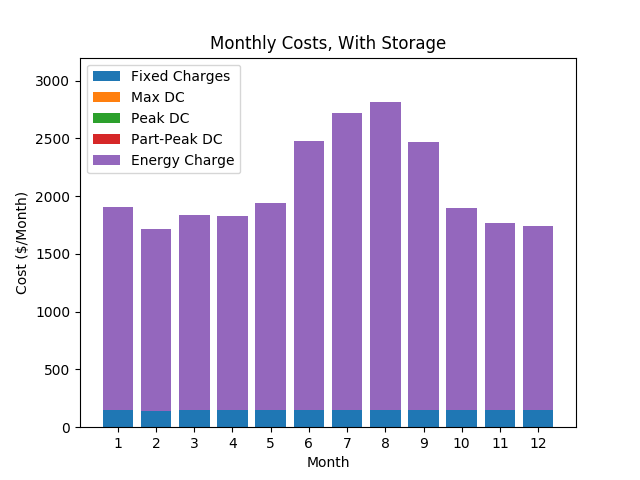 Monthly Costs, With Storage
Fixed Charges
Max DC
Peak DC
Part-Peak DC
Energy Charge
3000
2500
2000
1500
1000
500
0
Cost ($/Month)
1 2 3 4 5 6 7 8 9 10 11 12
Month